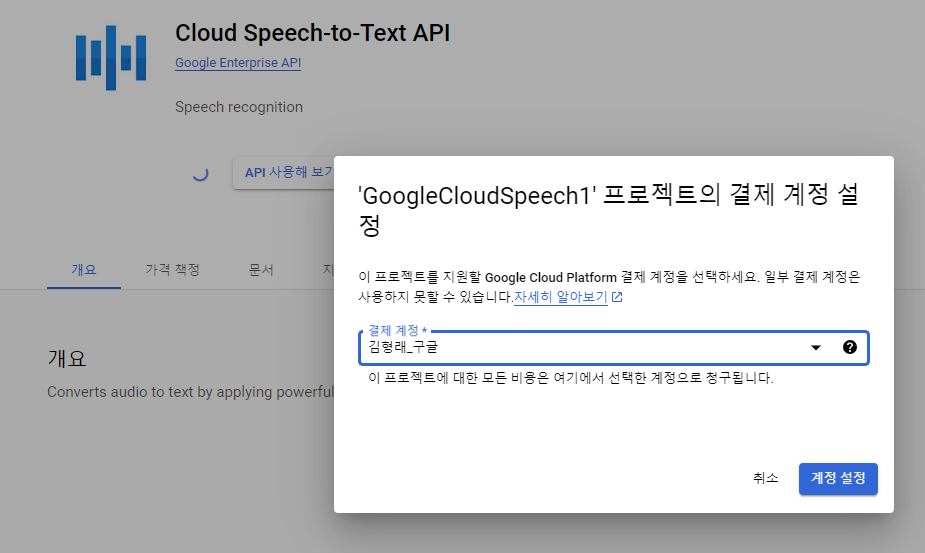 Cloud Speech-to-Text API
Google Enterprise API
Speech recognition
API 사용해 보기
'GoogleCloudSpeech1' 프로젝트의 결제 계정 설
정
이 프로젝트를 지원할 Google Cloud Platform 결제 계정을 선택하세요. 일부 결제 계정은
사용하지 못할 수 있습니다.자세히 알아보기
결제 계정 *
김형래_구글
이 프로젝트에 대한 모든 비용은 여기에서 선택한 계정으로 청구됩니다.
취소
계정 설정
개요
가격 책정
문서
개요
Converts audio to text by applying powerful